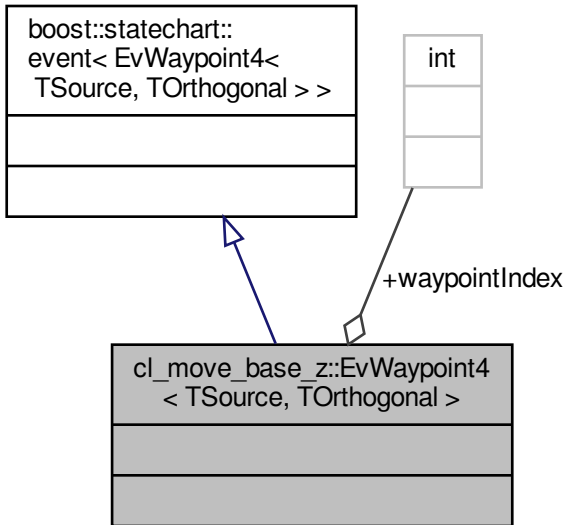 boost::statechart::
event< EvWaypoint4<
TSource, TOrthogonal > >
int
+waypointIndex
cl_move_base_z::EvWaypoint4
< TSource, TOrthogonal >